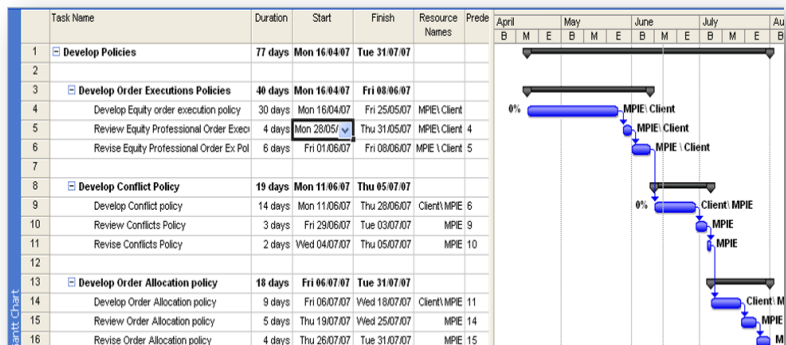 Task Name Duration Start Finish Resource Names Prede April May June July Au
B M E B M E B M E B M E B
1 Develop Policies 77 days Mon 16/04/07 Tue 31/07/07
2
3 Develop Order Executions Policies 40 days Mon 16/04/07 Fri 08/06/07
4 Develop Equity order execution policy 30 days Mon 16/04/07 Fri 25/05/07 MPIE\ Client 0% MPIE\ Client
5 Review Equity Professional Order Execu 4 days Mon 28/05/ Thu 31/05/07 MPIE\ Client 4 MPIE\ Client
6 Revise Equity Professional Order Ex Pol 6 days Fri 01/06/07 Fri 08/06/07 MPIE \ Client 5 MPIE \ Client
7
8 Develop Conflict Policy 19 days Mon 11/06/07 Thu 05/07/07
9 Develop Conflict policy 14 days Mon 11/06/07 Thu 28/06/07 Client\ MPIE 6 0% Client\ MPIE
10 Review Conflicts Policy 3 days Fri 29/06/07 Tue 03/07/07 MPIE 9 MPIE
11 Revise Conflicts Policy 2 days Wed 04/07/07 Thu 05/07/07 MPIE 10 MPIE
12
13 Develop Order Allocation policy 18 days Fri 06/07/07 Tue 31/07/07
14 Develop Order Allocation policy 9 days Fri 06/07/07 Wed 18/07/07 Client\ MPIE 11 Client\ M
15 Review Order Allocation policy 5 days Thu 19/07/07 Wed 25/07/07 MPIE 14 MPIE
16 Revise Order Allocation policy 4 days Thu 26/07/07 Tue 31/07/07 MPIE 15 M
antt Chart